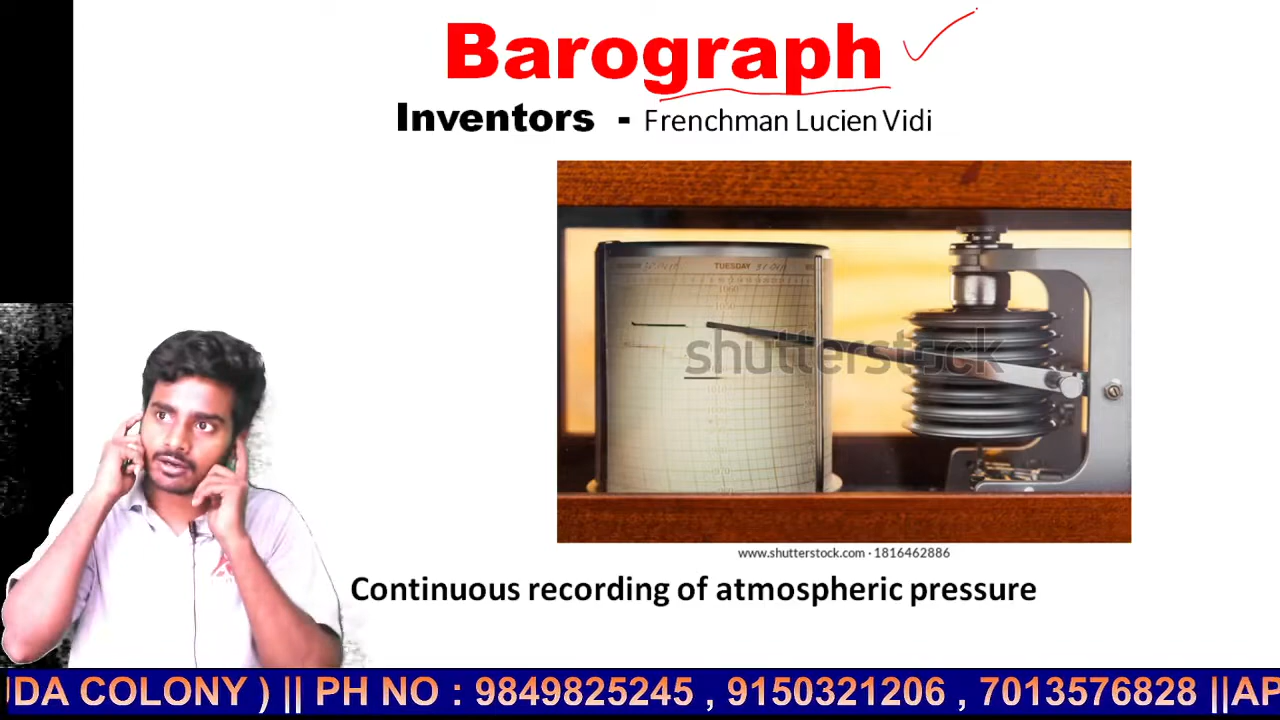 Barograph
Inventors - Frenchman Lucien Vidi
TUESDAY
shutterstock
www.shutterstock.com · 1816462886
Continuous recording of atmospheric pressure
JDA COLONY ) || PH NO : 9849825245 , 9150321206 , 7013576828 ||AP